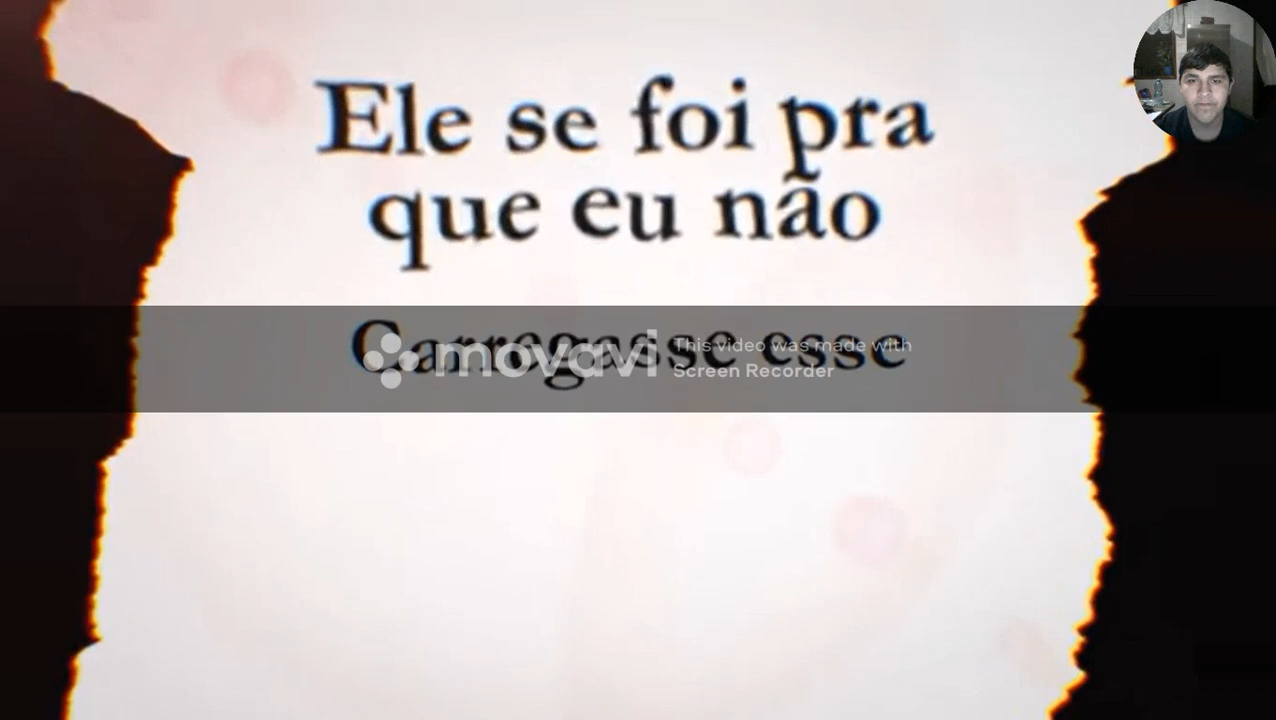 Ele se foi pra
que eu não
Carregasse esse
movavi
This video was made with
Screen Recorder